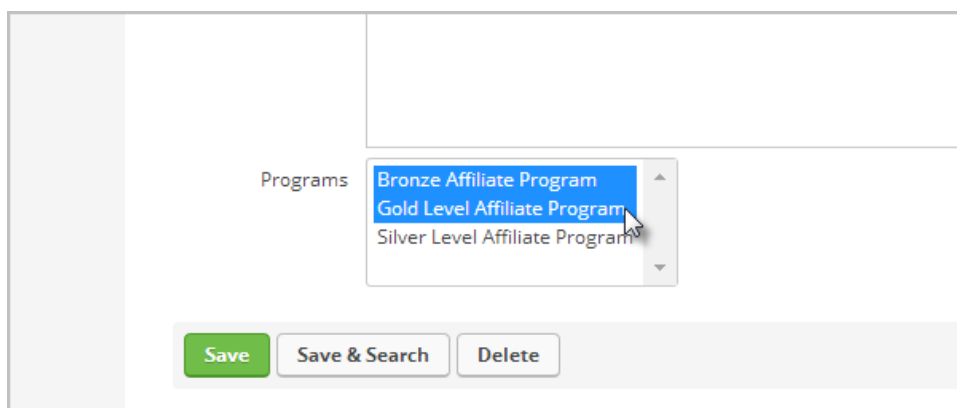 Programs
Bronze Affiliate Program
Gold Level Affiliate Program
Silver Level Affiliate Program
Save
Save & Search
Delete